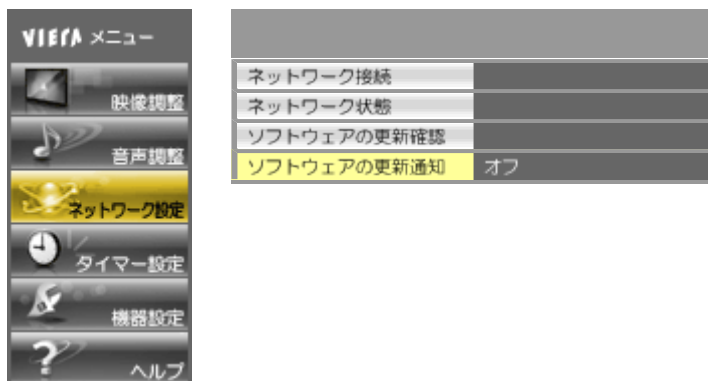 VIERA メニュー
映像調整
音声調整
ネットワーク設定
タイマー設定
機器設定
ヘルプ
ネットワーク接続
ネットワーク状態
ソフトウェアの更新確認
ソフトウェアの更新通知 オフ